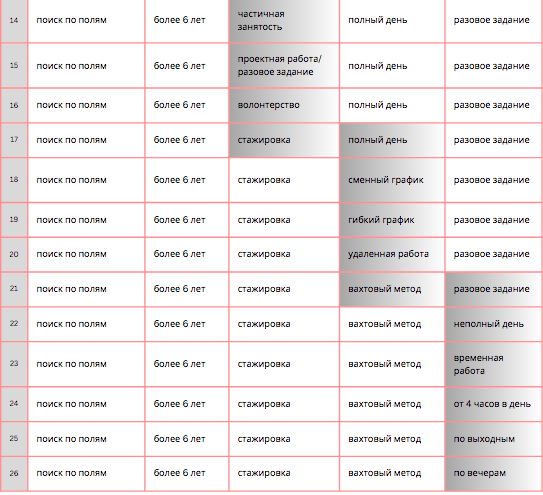 14 поиск по полям более 6 лет частичная занятость полный день разовое задание
15 поиск по полям более 6 лет проектная работа/ разовое задание полный день разовое задание
16 поиск по полям более 6 лет волонтерство полный день разовое задание
17 поиск по полям более 6 лет стажировка полный день разовое задание
18 поиск по полям более 6 лет стажировка сменный график разовое задание
19 поиск по полям более 6 лет стажировка гибкий график разовое задание
20 поиск по полям более 6 лет стажировка удаленная работа разовое задание
21 поиск по полям более 6 лет стажировка вахтовый метод разовое задание
22 поиск по полям более 6 лет стажировка вахтовый метод неполный день
23 поиск по полям более 6 лет стажировка вахтовый метод временная работа
24 поиск по полям более 6 лет стажировка вахтовый метод от 4 часов в день
25 поиск по полям более 6 лет стажировка вахтовый метод по выходным
26 поиск по полям более 6 лет стажировка вахтовый метод по вечерам